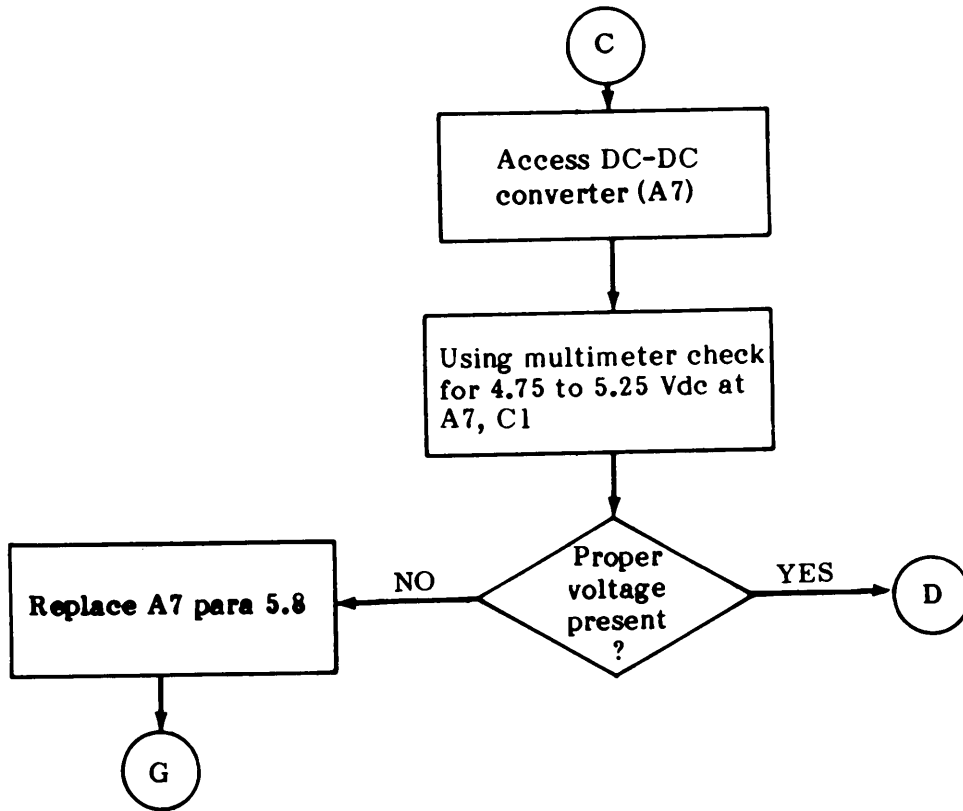 C
Access DC-DC
converter (A7)
Using multimeter check
for 4.75 to 5.25 Vdc at
A7, C1
Proper
voltage
present
?
NO
YES
Replace A7 para 5.8
D
G